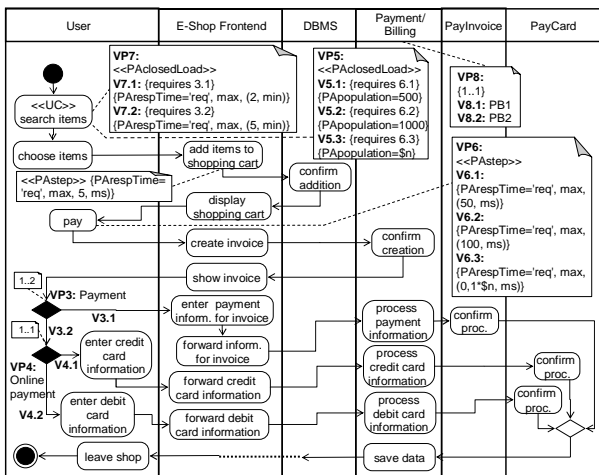 User
E-Shop Frontend
DBMS
Payment/
Billing
PayInvoice
PayCard
VP7:
<<PAclosedLoad>>
V7.1: {requires 3.1}
{PArespTime='req', max, (2, min)}
V7.2: {requires 3.2}
{PArespTime='req', max, (5, min)}
VP5:
<<PAclosedLoad>>
V5.1: {requires 6.1}
{PApopulation=500}
V5.2: {requires 6.2}
{PApopulation=1000}
V5.3: {requires 6.3}
{PApopulation=$n}
VP8:
{1..1}
V8.1: PB1
V8.2: PB2
<<UC>>
search items
choose items
add items to
shopping cart
confirm
addition
<<PAstep>> {PArespTime=
'req', max, 5, ms)}
VP6:
<<PAstep>>
V6.1:
{PArespTime='req', max,
(50, ms)}
V6.2:
{PArespTime='req', max,
(100, ms)}
V6.3:
{PArespTime='req', max,
(0,1*$n, ms)}
display
shopping cart
pay
create invoice
confirm
creation
show invoice
1..2
VP3: Payment
V3.1
enter payment
inform. for invoice
process
payment
information
confirm
proc.
1..1
V3.2
forward inform.
for invoice
VP4:
Online
payment
V4.1
enter credit
card
information
forward credit
card information
process
credit card
information
confirm
proc.
V4.2
enter debit
card
information
forward debit
card information
process
debit card
information
confirm
proc.
leave shop
save data